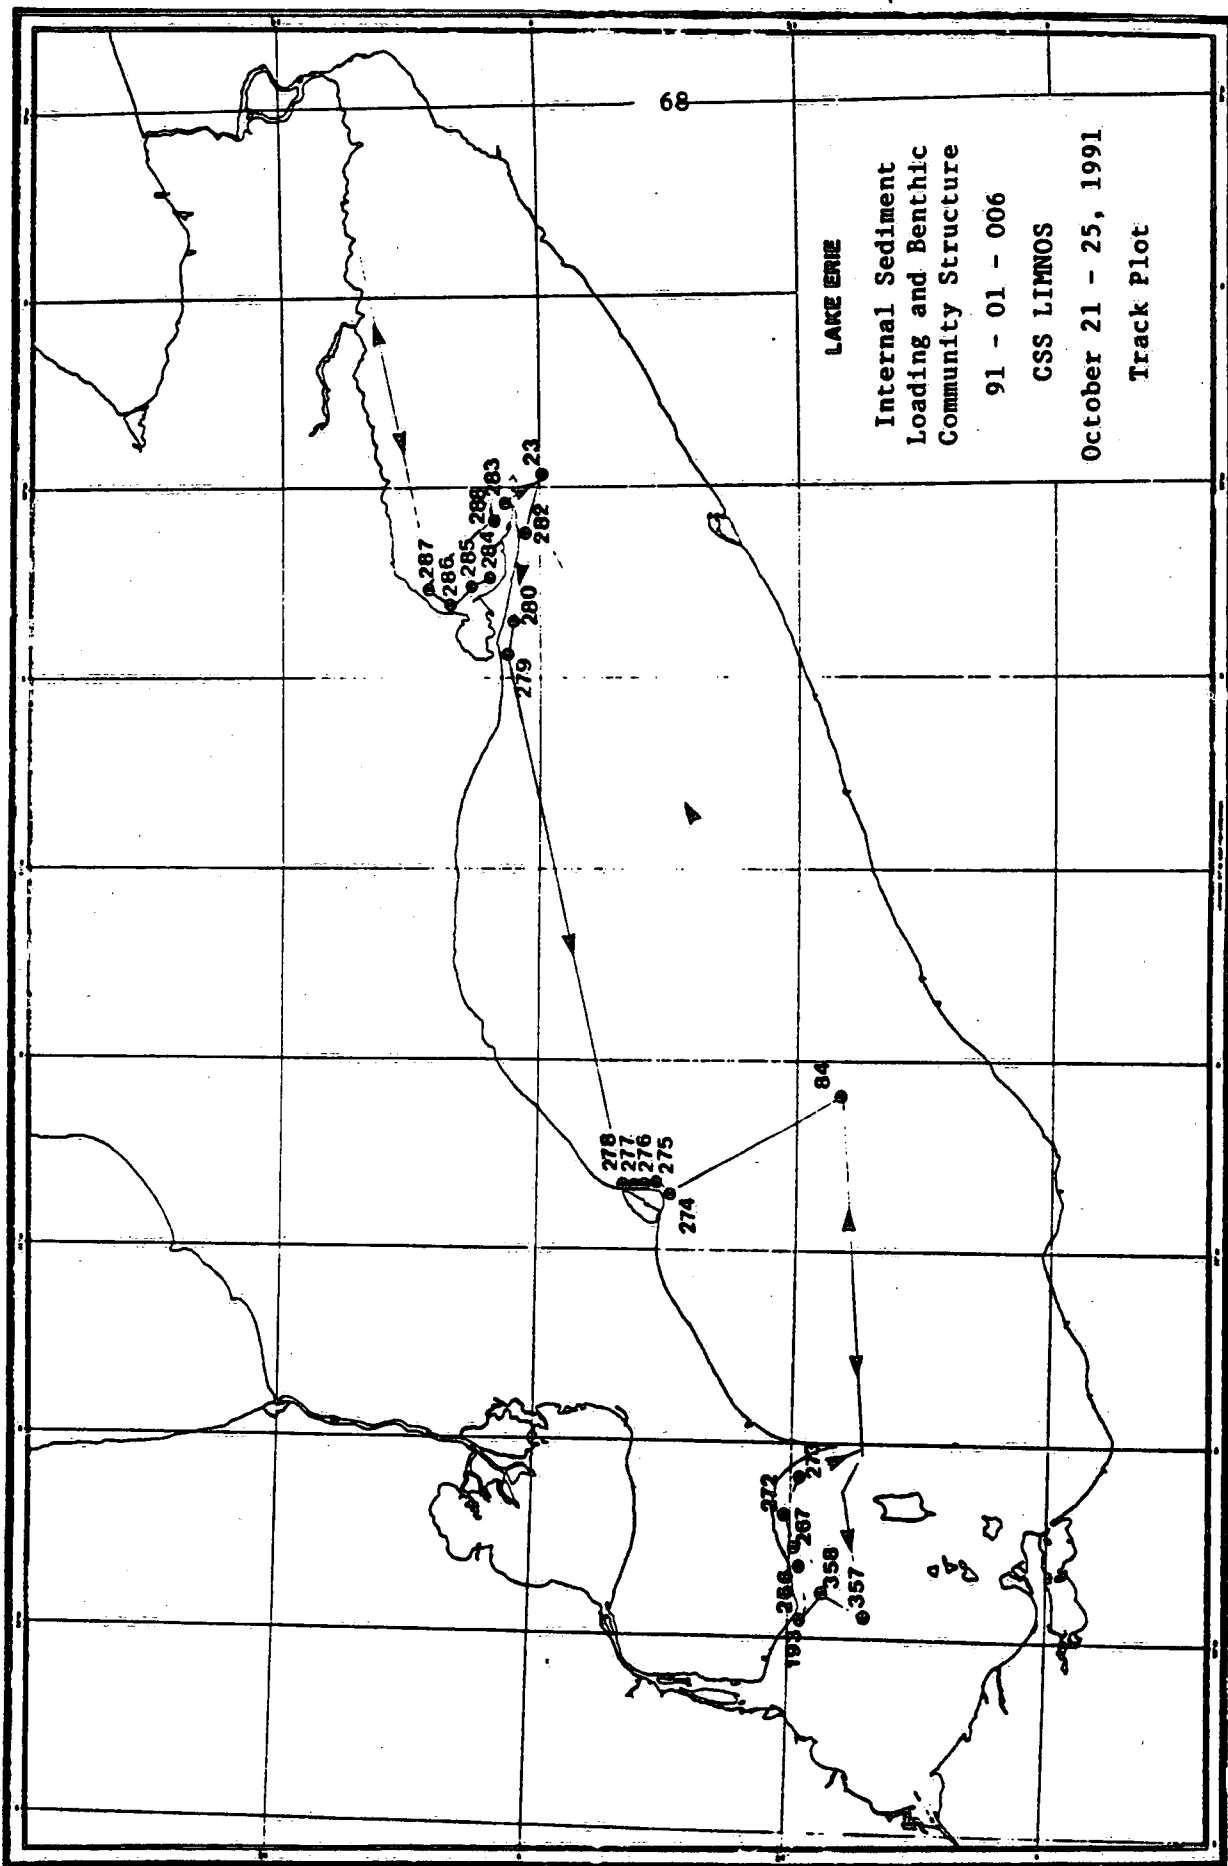 68
LAKE ERIE
Internal Sediment
Loading and Benthic
Community Structure
91 - 01 - 006
CSS LIMNOS
October 21 - 25, 1991
Track Plot
287
286
285
284
288
283
23
282
280
279
278
277
276
275
274
84
272
267
358
357